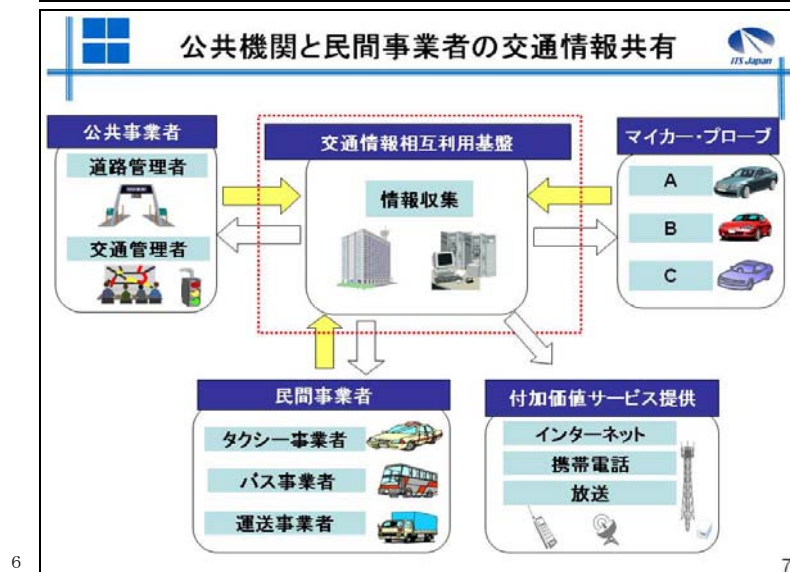 公共機関と民間事業者の交通情報共有
ITS Japan
公共事業者
道路管理者
交通管理者
交通情報相互利用基盤
情報収集
マイカー・プローブ
A
B
C
民間事業者
タクシー事業者
バス事業者
運送事業者
付加価値サービス提供
インターネット
携帯電話
放送
6
7